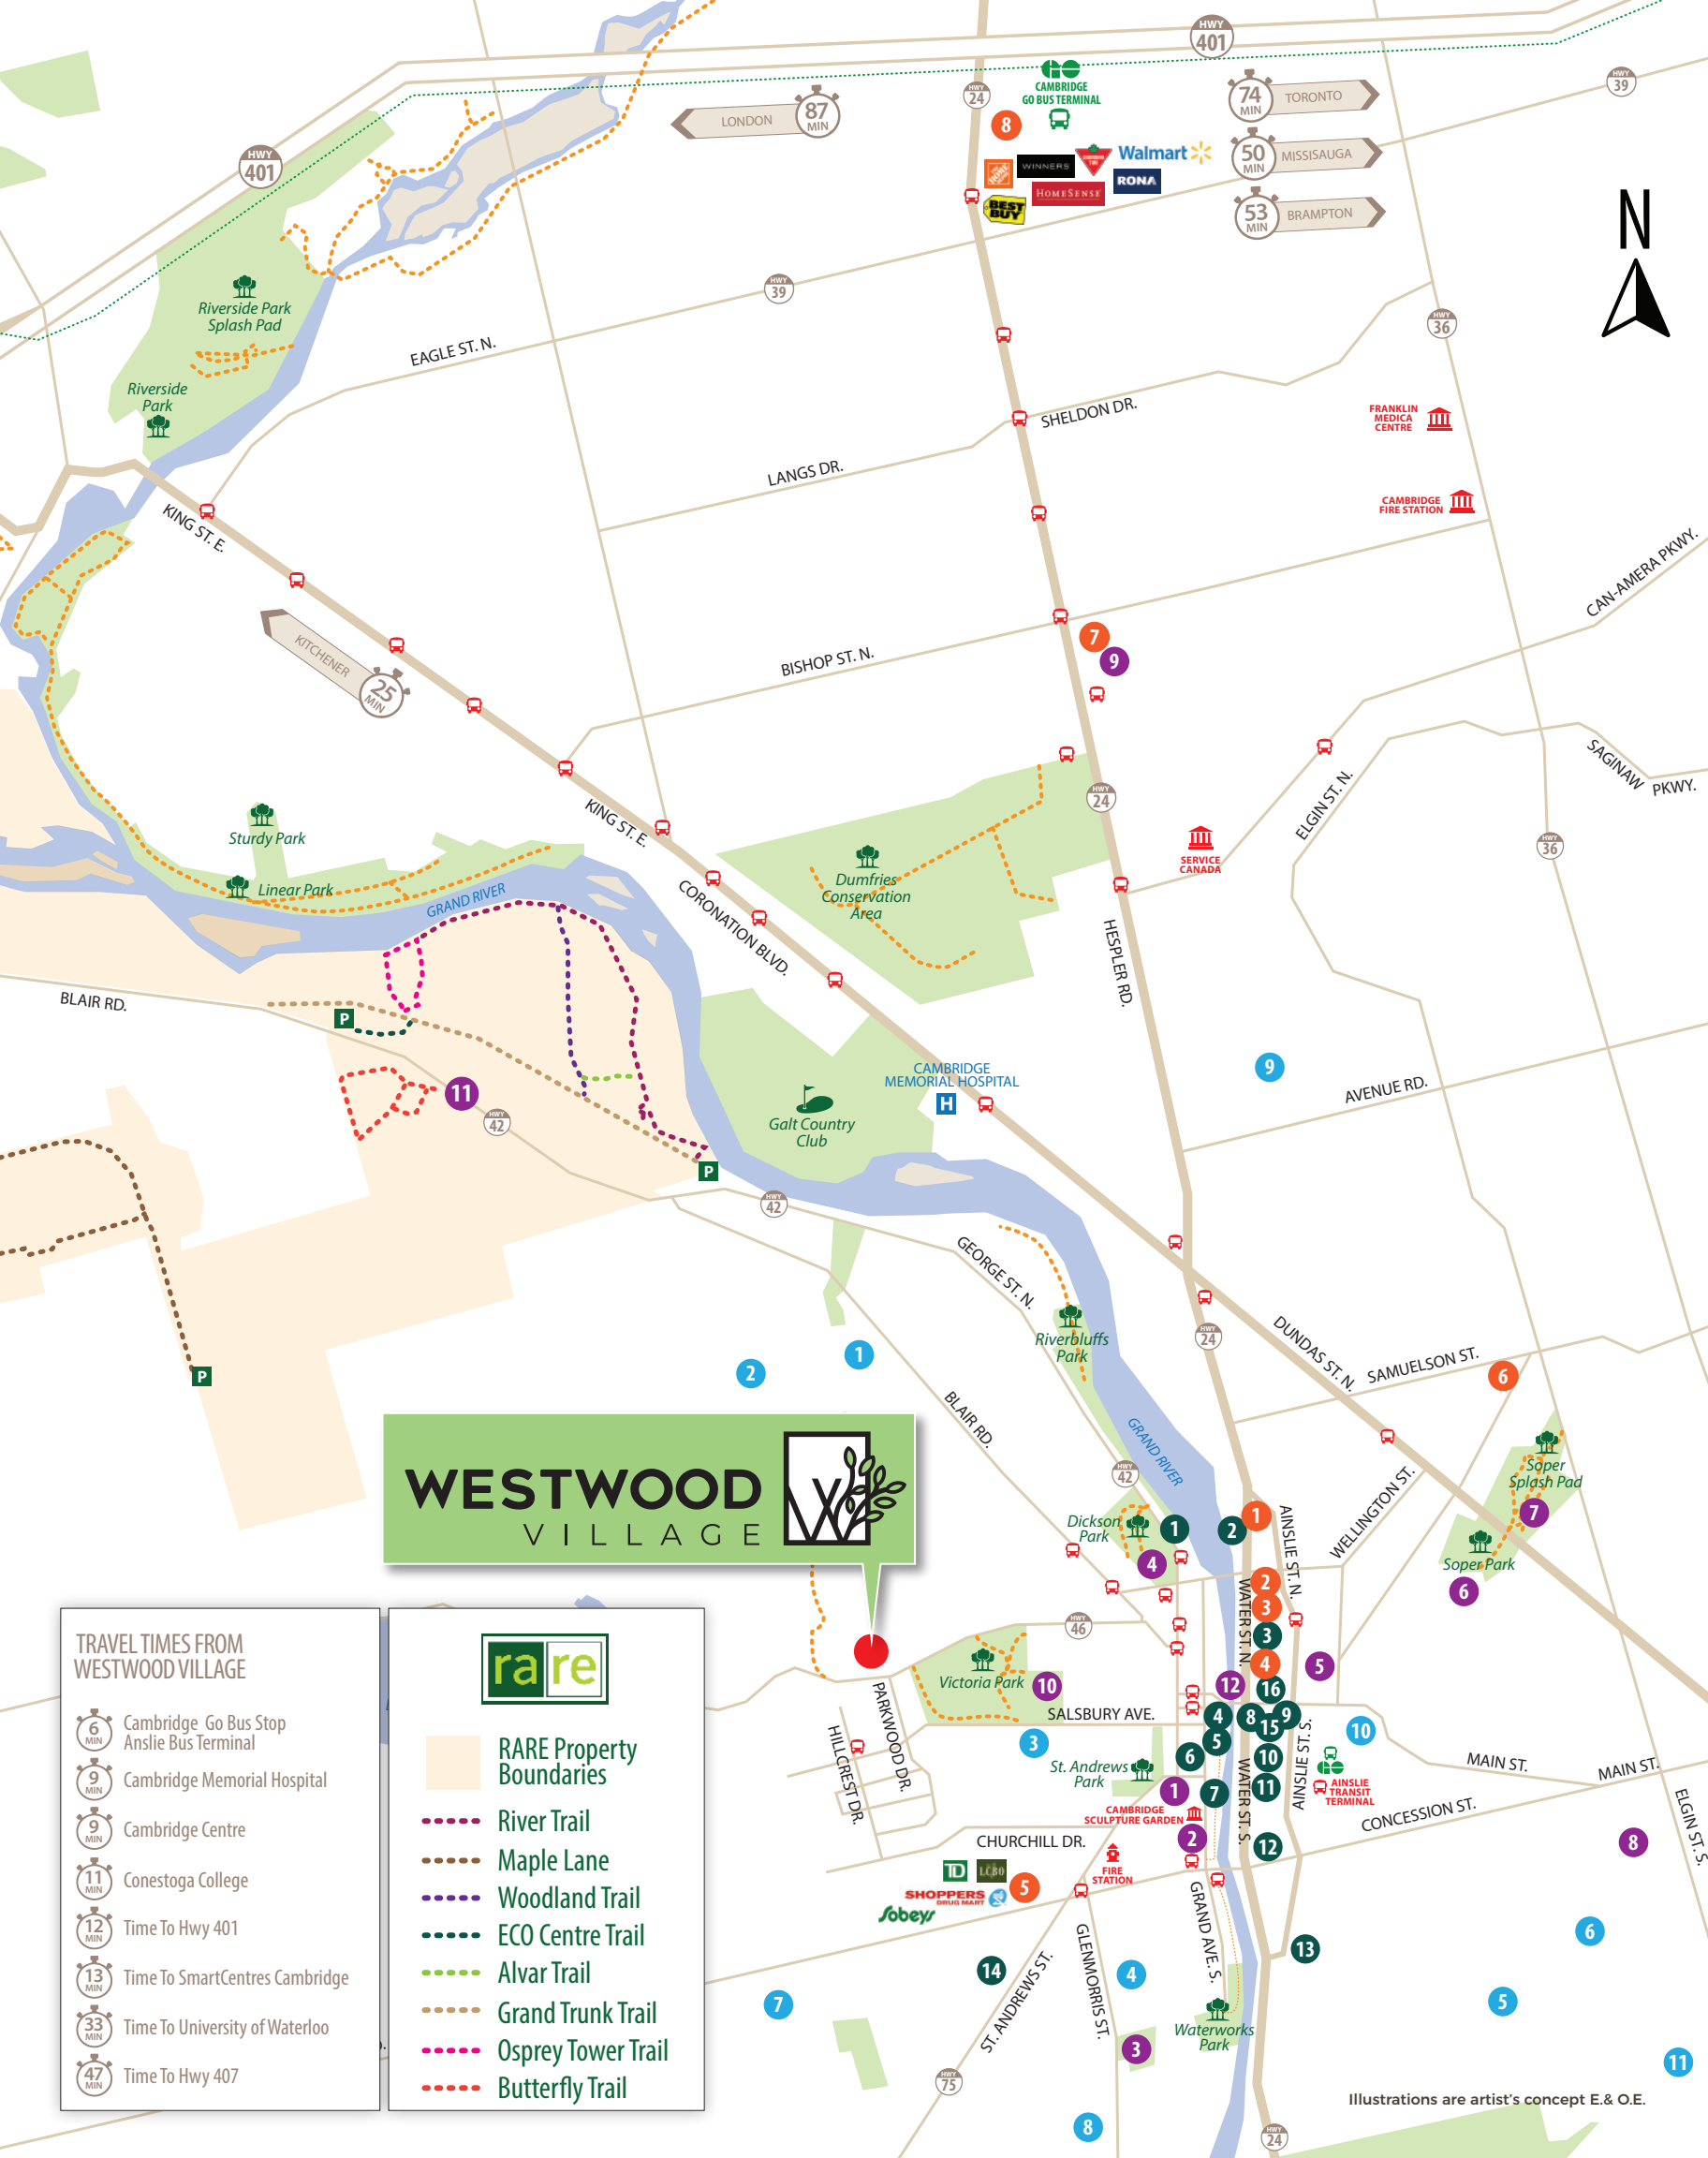 HWY
401
HWY
24
CAMBRIDGE
GO BUS TERMINAL
8
LONDON
87
MIN
74
MIN
TORONTO
50
MIN
MISSISAUGA
53
MIN
BRAMPTON
HWY
39
HWY
401
WINNERS
CANADIAN
TIRE
Walmart
THE
HOME
HOMESENSE
RONA
BEST
BUY
N
Riverside Park
Splash Pad
HWY
39
HWY
36
EAGLE ST. N.
Riverside
Park
SHELDON DR.
FRANKLIN
MEDICA
CENTRE
LANGS DR.
CAMBRIDGE
FIRE STATION
KING ST. E.
CAN-AMERA PKWY.
KITCHENER
25
MIN
BISHOP ST. N.
7
9
SAGINAW
PKWY.
HWY
24
ELGIN ST. N.
KING ST. E.
Sturdy Park
Linear Park
GRAND RIVER
SERVICE
CANADA
HWY
36
Dumfries
Conservation
Area
CORONATION BLVD.
HESPLER RD.
BLAIR RD.
P
11
HWY
42
CAMBRIDGE
MEMORIAL HOSPITAL
H
9
AVENUE RD.
Galt Country
Club
P
HWY
42
GEORGE ST. N.
Riverbluffs
Park
HWY
24
DUNDAS ST. N.
SAMUELSON ST.
6
P
2
1
BLAIR RD.
GRAND RIVER
WESTWOOD
VILLAGE
HWY
42
Soper
Splash Pad
7
WELLINGTON ST.
Dickson
Park
1
2
1
AINSLIE ST. N.
4
Soper Park
6
2
3
WATER ST. N.
3
4
5
HWY
46
Victoria Park
10
12
16
SALSBURY AVE.
4
8
9
15
10
3
5
6
10
St. Andrews
Park
1
7
11
PARKWOOD DR.
HILLCREST DR.
WATER ST. S.
AINSLIE ST. S.
AINSLIE
TRANSIT
TERMINAL
MAIN ST.
MAIN ST.
CAMBRIDGE
SCULPTURE GARDEN
2
12
CONCESSION ST.
ELGIN ST. S.
8
CHURCHILL DR.
FIRE
STATION
TD
LCBO
5
SHOPPERS
DRUG MART
Sobeys
GRAND AVE. S.
GLENMORRIS ST.
ST. ANDREWS ST.
14
13
4
6
5
7
Waterworks
Park
3
11
HWY
75
8
HWY
24
TRAVEL TIMES FROM
WESTWOOD VILLAGE
6
MIN
Cambridge Go Bus Stop
Anslie Bus Terminal
9
MIN
Cambridge Memorial Hospital
9
MIN
Cambridge Centre
11
MIN
Conestoga College
12
MIN
Time To Hwy 401
13
MIN
Time To SmartCentres Cambridge
33
MIN
Time To University of Waterloo
47
MIN
Time To Hwy 407
rare
RARE Property
Boundaries
River Trail
Maple Lane
Woodland Trail
ECO Centre Trail
Alvar Trail
Grand Trunk Trail
Osprey Tower Trail
Butterfly Trail
Illustrations are artist's concept E.& O.E.